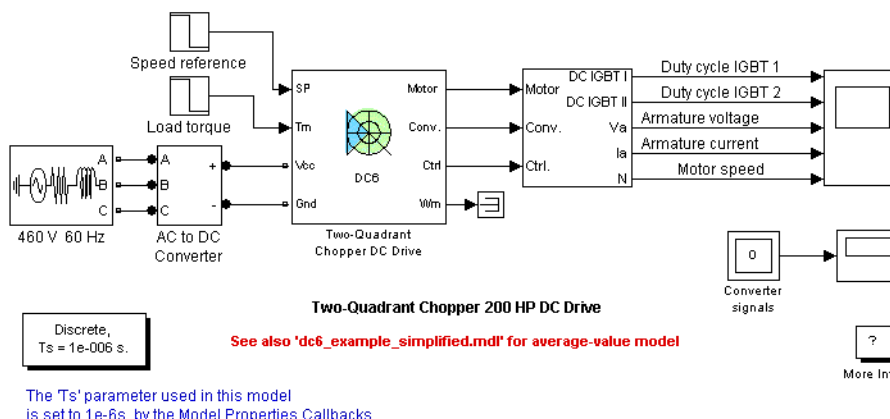 Speed reference
Load torque
SP
Tm
Vcc
Gnd
Motor
Conv.
Ctrl
Wm
DC6
Two-Quadrant
Chopper DC Drive
Motor
Conv.
Ctrl.
DC IGBT I
DC IGBT II
Va
Ia
N
Duty cycle IGBT 1
Duty cycle IGBT 2
Armature voltage
Armature current
Motor speed
A
B
C
460 V 60 Hz
A
B
C
+
-
AC to DC
Converter
0
Converter
signals
Two-Quadrant Chopper 200 HP DC Drive
See also 'dc6_example_simplified.mdl' for average-value model
Discrete,
Ts = 1e-006 s.
?
More Inf
The 'Ts' parameter used in this model
is set to 1e-6s by the Model Properties Callbacks